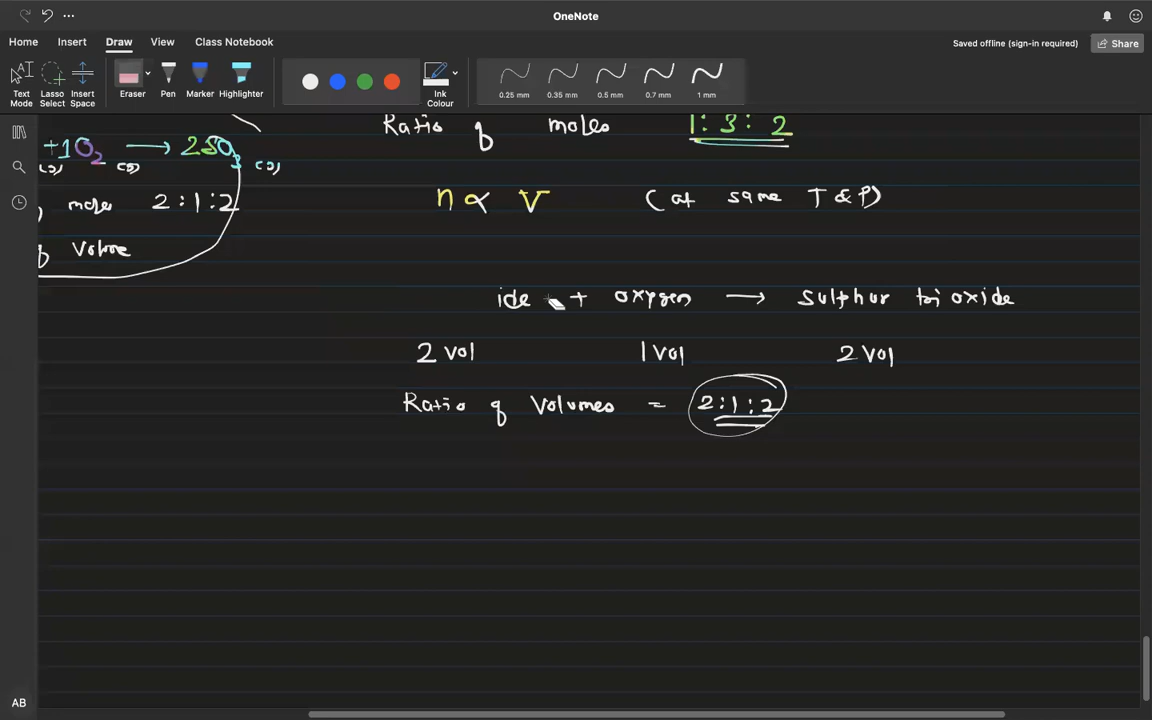 OneNote
Home Insert Draw View Class Notebook
Saved offline (sign-in required) Share
Text Mode Lasso Select Insert Space Eraser Pen Marker Highlighter Ink Colour 0.25 mm 0.35 mm 0.5 mm 0.7 mm 1 mm
Ratio of moles 1 : 3 : 2
+1O₂ → 2SO₃
moles 2 : 1 : 2
n ∝ V (at same T & P)
Volume
ide + oxygen → sulphur tri oxide
2 Vol 1 Vol 2 Vol
Ratio of Volumes = 2 : 1 : 2
AB